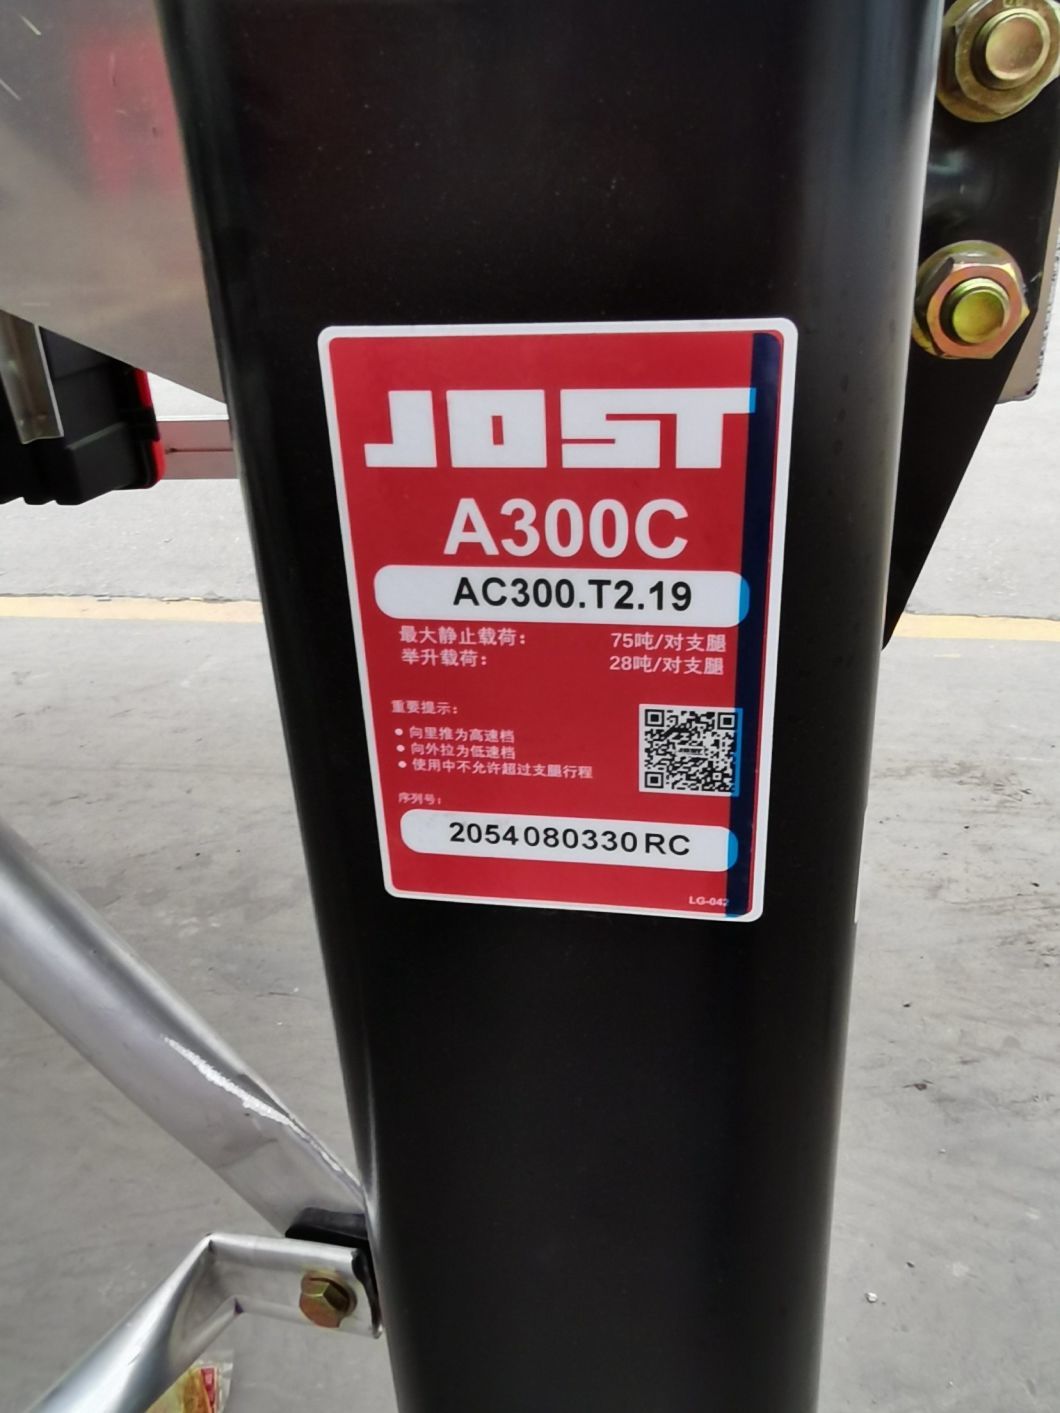 JOST
A300C
AC300.T2.19
最大静止载荷: 75吨/对支腿
举升载荷: 28吨/对支腿
重要提示:
• 向里推为高速档
• 向外拉为低速档
• 使用中不允许超过支腿行程
序列号:
2054080330RC
LG-042